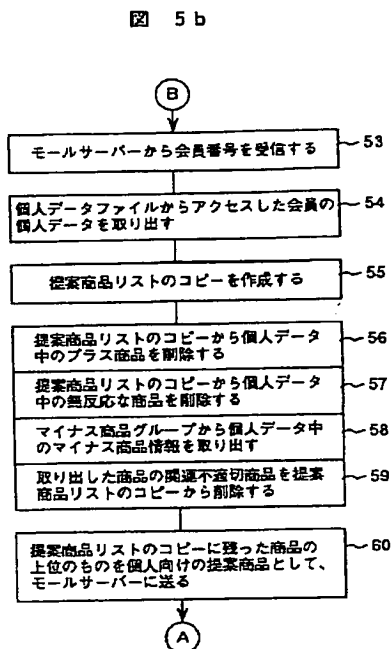 図 5b
B
モールサーバーから会員番号を受信する
53
個人データファイルからアクセスした会員の
個人データを取り出す
54
提案商品リストのコピーを作成する
55
提案商品リストのコピーから個人データ
中のプラス商品を削除する
56
提案商品リストのコピーから個人データ
中の無反応な商品を削除する
57
マイナス商品グループから個人データ中
のマイナス商品情報を取り出す
58
取り出した商品の関連不適切商品を提案
商品リストのコピーから削除する
59
提案商品リストのコピーに残った商品の
上位のものを個人向けの提案商品として、
モールサーバーに送る
60
A